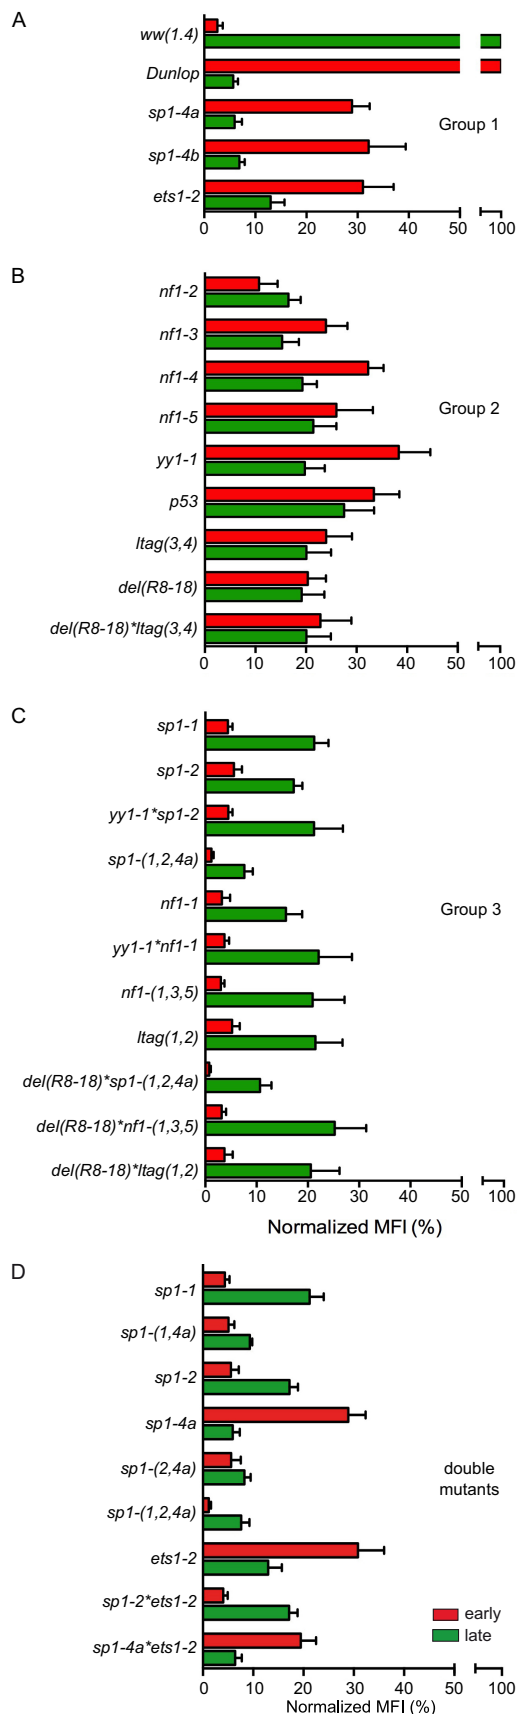 A
ww(1.4)
Dunlop
sp1-4a
sp1-4b
ets1-2
Group 1
0 10 20 30 40 50 100
B
nf1-2
nf1-3
nf1-4
nf1-5
yy1-1
p53
ltag(3,4)
del(R8-18)
del(R8-18)*ltag(3,4)
Group 2
0 10 20 30 40 50 100
C
sp1-1
sp1-2
yy1-1*sp1-2
sp1-(1,2,4a)
nf1-1
yy1-1*nf1-1
nf1-(1,3,5)
ltag(1,2)
del(R8-18)*sp1-(1,2,4a)
del(R8-18)*nf1-(1,3,5)
del(R8-18)*ltag(1,2)
Group 3
0 10 20 30 40 50 100
Normalized MFI (%)
D
sp1-1
sp1-(1,4a)
sp1-2
sp1-4a
sp1-(2,4a)
sp1-(1,2,4a)
ets1-2
sp1-2*ets1-2
sp1-4a*ets1-2
double
mutants
early
late
0 10 20 30 40 50 100
Normalized MFI (%)